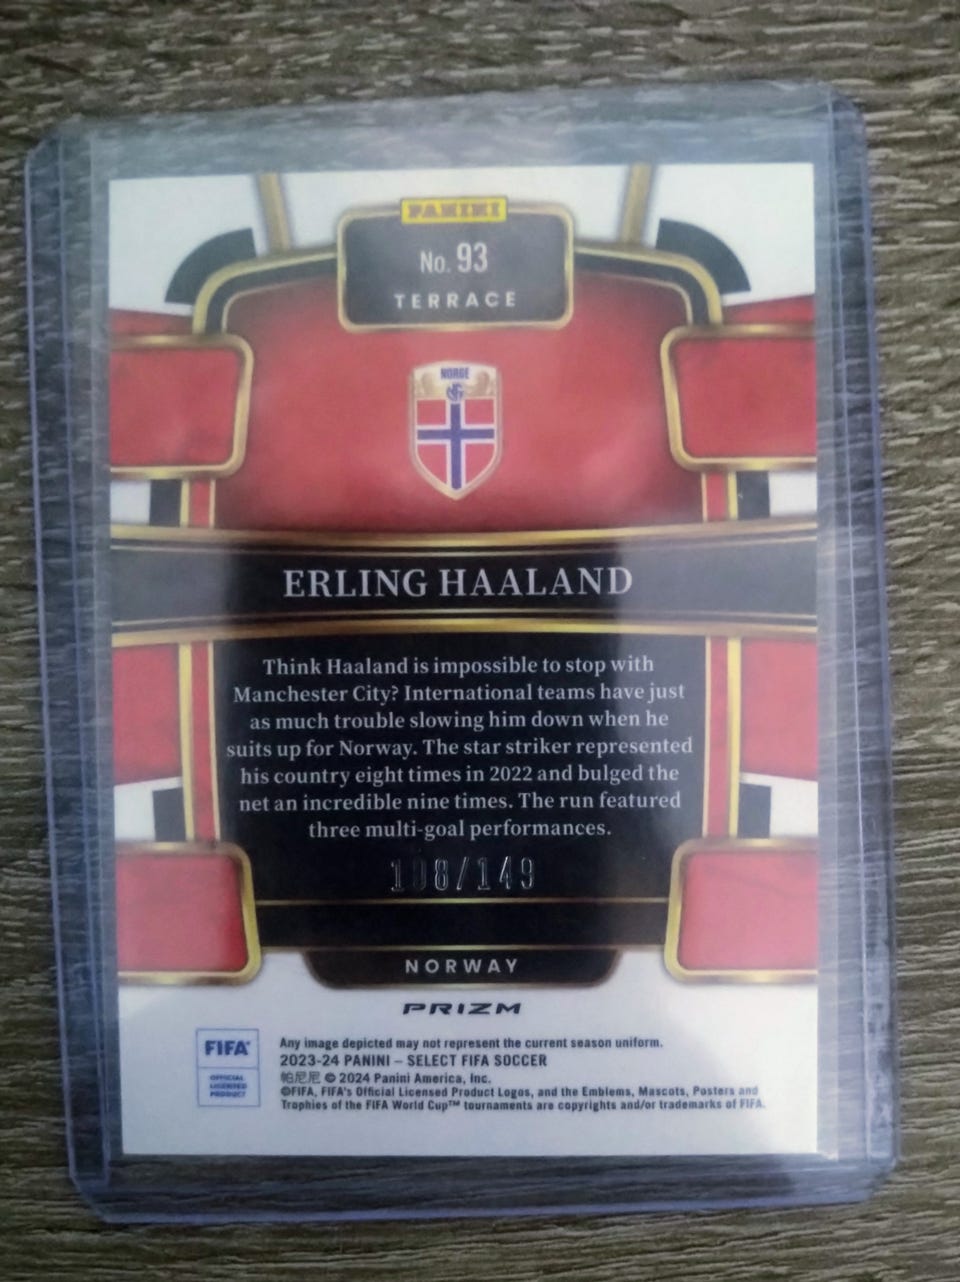 PANINI
No. 93
TERRACE
NORGE
ERLING HAALAND
Think Haaland is impossible to stop with
Manchester City? International teams have just
as much trouble slowing him down when he
suits up for Norway. The star striker represented
his country eight times in 2022 and bulged the
net an incredible nine times. The run featured
three multi-goal performances.
108/149
NORWAY
PRIZM
FIFA
OFFICIAL
LICENSED
PRODUCT
Any image depicted may not represent the current season uniform.
2023-24 PANINI – SELECT FIFA SOCCER
帕尼尼 © 2024 Panini America, Inc.
©FIFA, FIFA's Official Licensed Product Logos, and the Emblems, Mascots, Posters and
Trophies of the FIFA World Cup™ tournaments are copyrights and/or trademarks of FIFA.